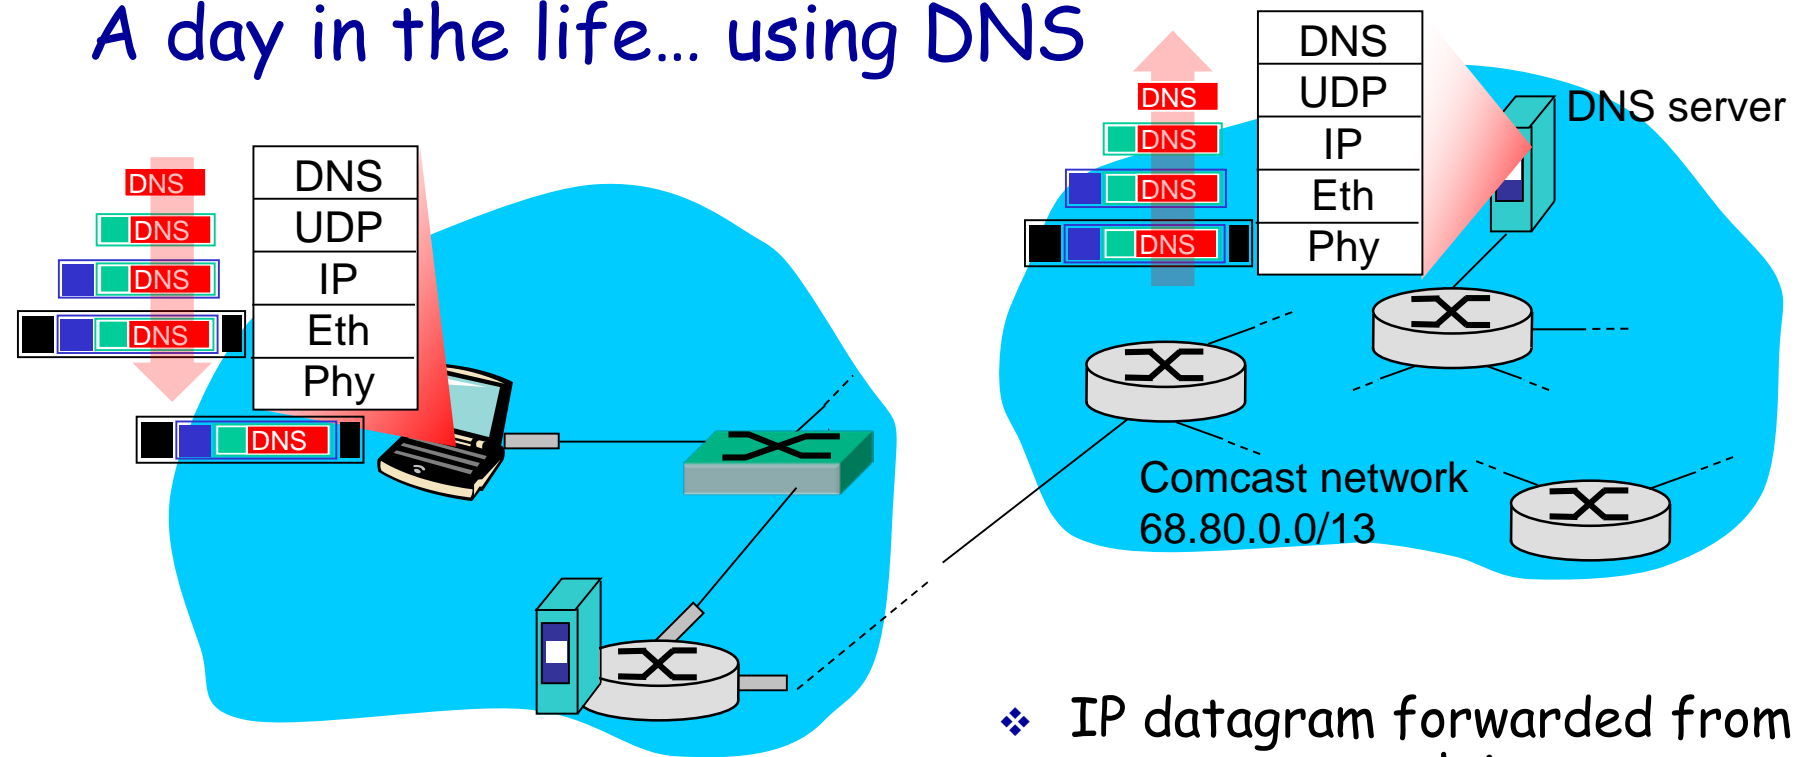 A day in the life… using DNS
DNS
DNS
DNS
DNS
DNS
DNS
UDP
IP
Eth
Phy
DNS
DNS
DNS
DNS
DNS
UDP
IP
Eth
Phy
DNS server
Comcast network
68.80.0.0/13
IP datagram forwarded from